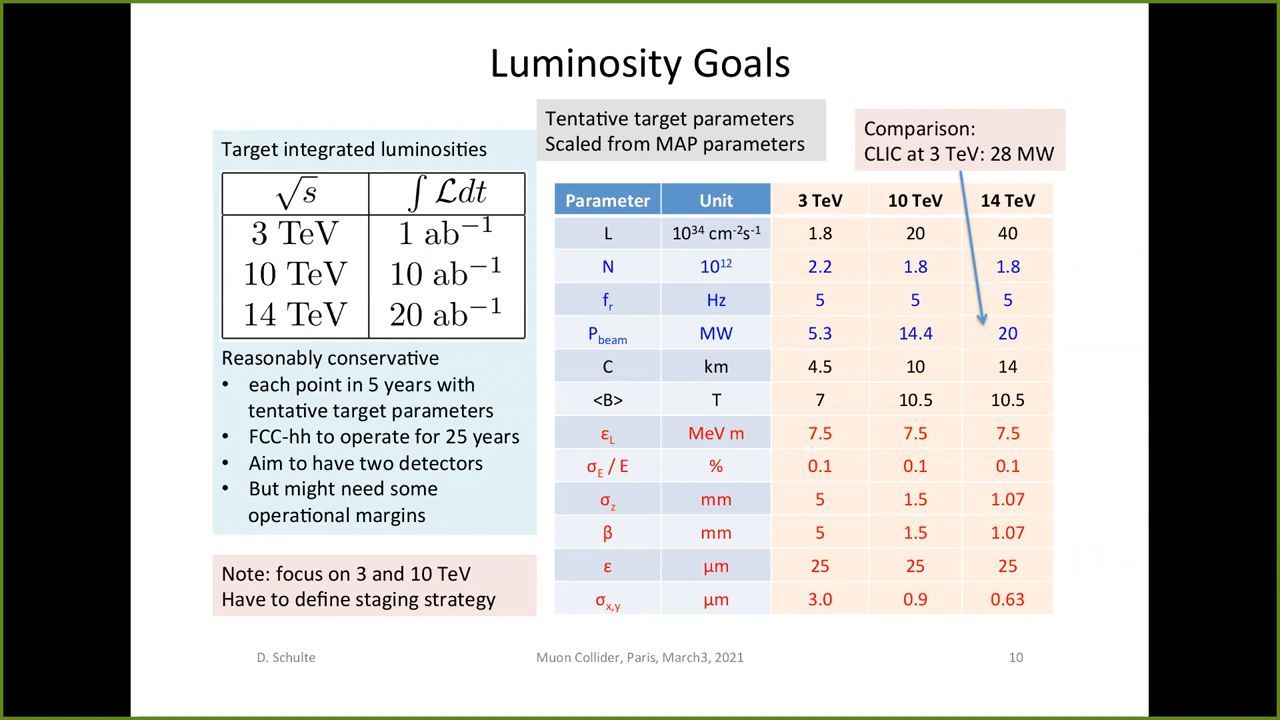 Luminosity Goals
Tentative target parameters
Scaled from MAP parameters
Comparison:
CLIC at 3 TeV: 28 MW
Target integrated luminosities
√s ∫ℒdt
3 TeV 1 ab⁻¹
10 TeV 10 ab⁻¹
14 TeV 20 ab⁻¹
Reasonably conservative
• each point in 5 years with
tentative target parameters
• FCC-hh to operate for 25 years
• Aim to have two detectors
• But might need some
operational margins
Note: focus on 3 and 10 TeV
Have to define staging strategy
Parameter Unit 3 TeV 10 TeV 14 TeV
L 10³⁴ cm⁻²s⁻¹ 1.8 20 40
N 10¹² 2.2 1.8 1.8
fᵣ Hz 5 5 5
P_beam MW 5.3 14.4 20
C km 4.5 10 14
<B> T 7 10.5 10.5
ε_L MeV m 7.5 7.5 7.5
σ_E / E % 0.1 0.1 0.1
σ_z mm 5 1.5 1.07
β mm 5 1.5 1.07
ε μm 25 25 25
σ_x,y μm 3.0 0.9 0.63
D. Schulte Muon Collider, Paris, March3, 2021 10